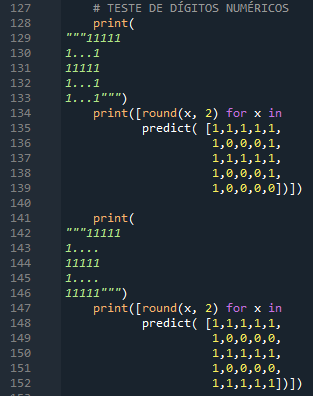 127 # TESTE DE DÍGITOS NUMÉRICOS
128 print(
129 """11111
130 1...1
131 11111
132 1...1
133 1...1""")
134 print([round(x, 2) for x in
135 predict( [1,1,1,1,1,
136 1,0,0,0,1,
137 1,1,1,1,1,
138 1,0,0,0,1,
139 1,0,0,0,0])])
140
141 print(
142 """11111
143 1....
144 11111
145 1....
146 11111""")
147 print([round(x, 2) for x in
148 predict( [1,1,1,1,1,
149 1,0,0,0,0,
150 1,1,1,1,1,
151 1,0,0,0,0,
152 1,1,1,1,1])])